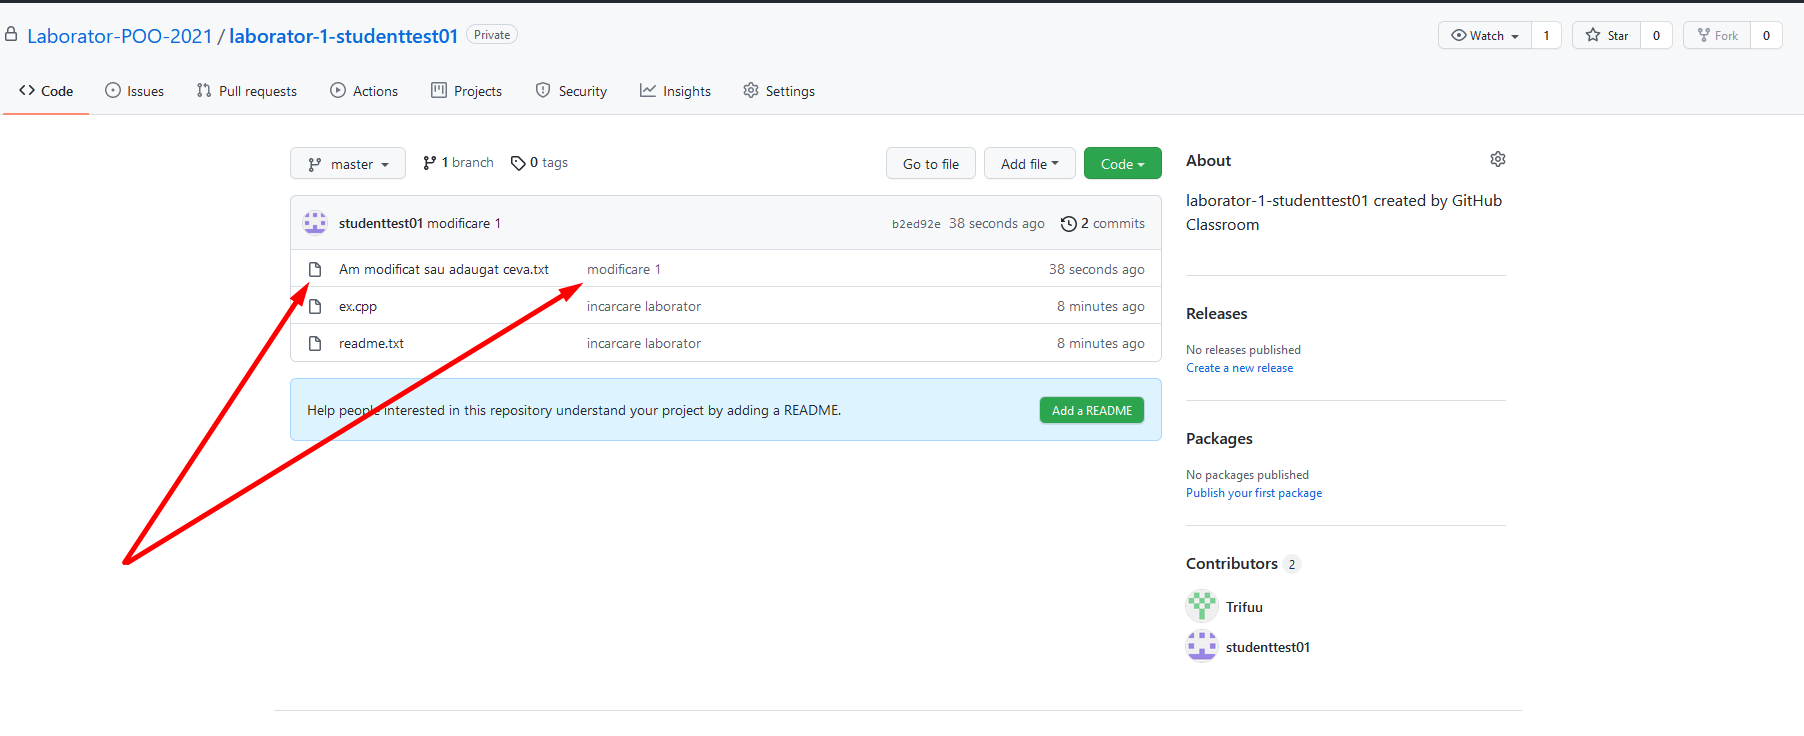 Laborator-POO-2021 / laborator-1-studenttest01 Private
Watch 1 Star 0 Fork 0
Code Issues Pull requests Actions Projects Security Insights Settings
master 1 branch 0 tags Go to file Add file Code
studenttest01 modificare 1 b2ed92e 38 seconds ago 2 commits
Am modificat sau adaugat ceva.txt modificare 1 38 seconds ago
ex.cpp incarcare laborator 8 minutes ago
readme.txt incarcare laborator 8 minutes ago
Help people interested in this repository understand your project by adding a README. Add a README
About
laborator-1-studenttest01 created by GitHub
Classroom
Releases
No releases published
Create a new release
Packages
No packages published
Publish your first package
Contributors 2
Trifuu
studenttest01